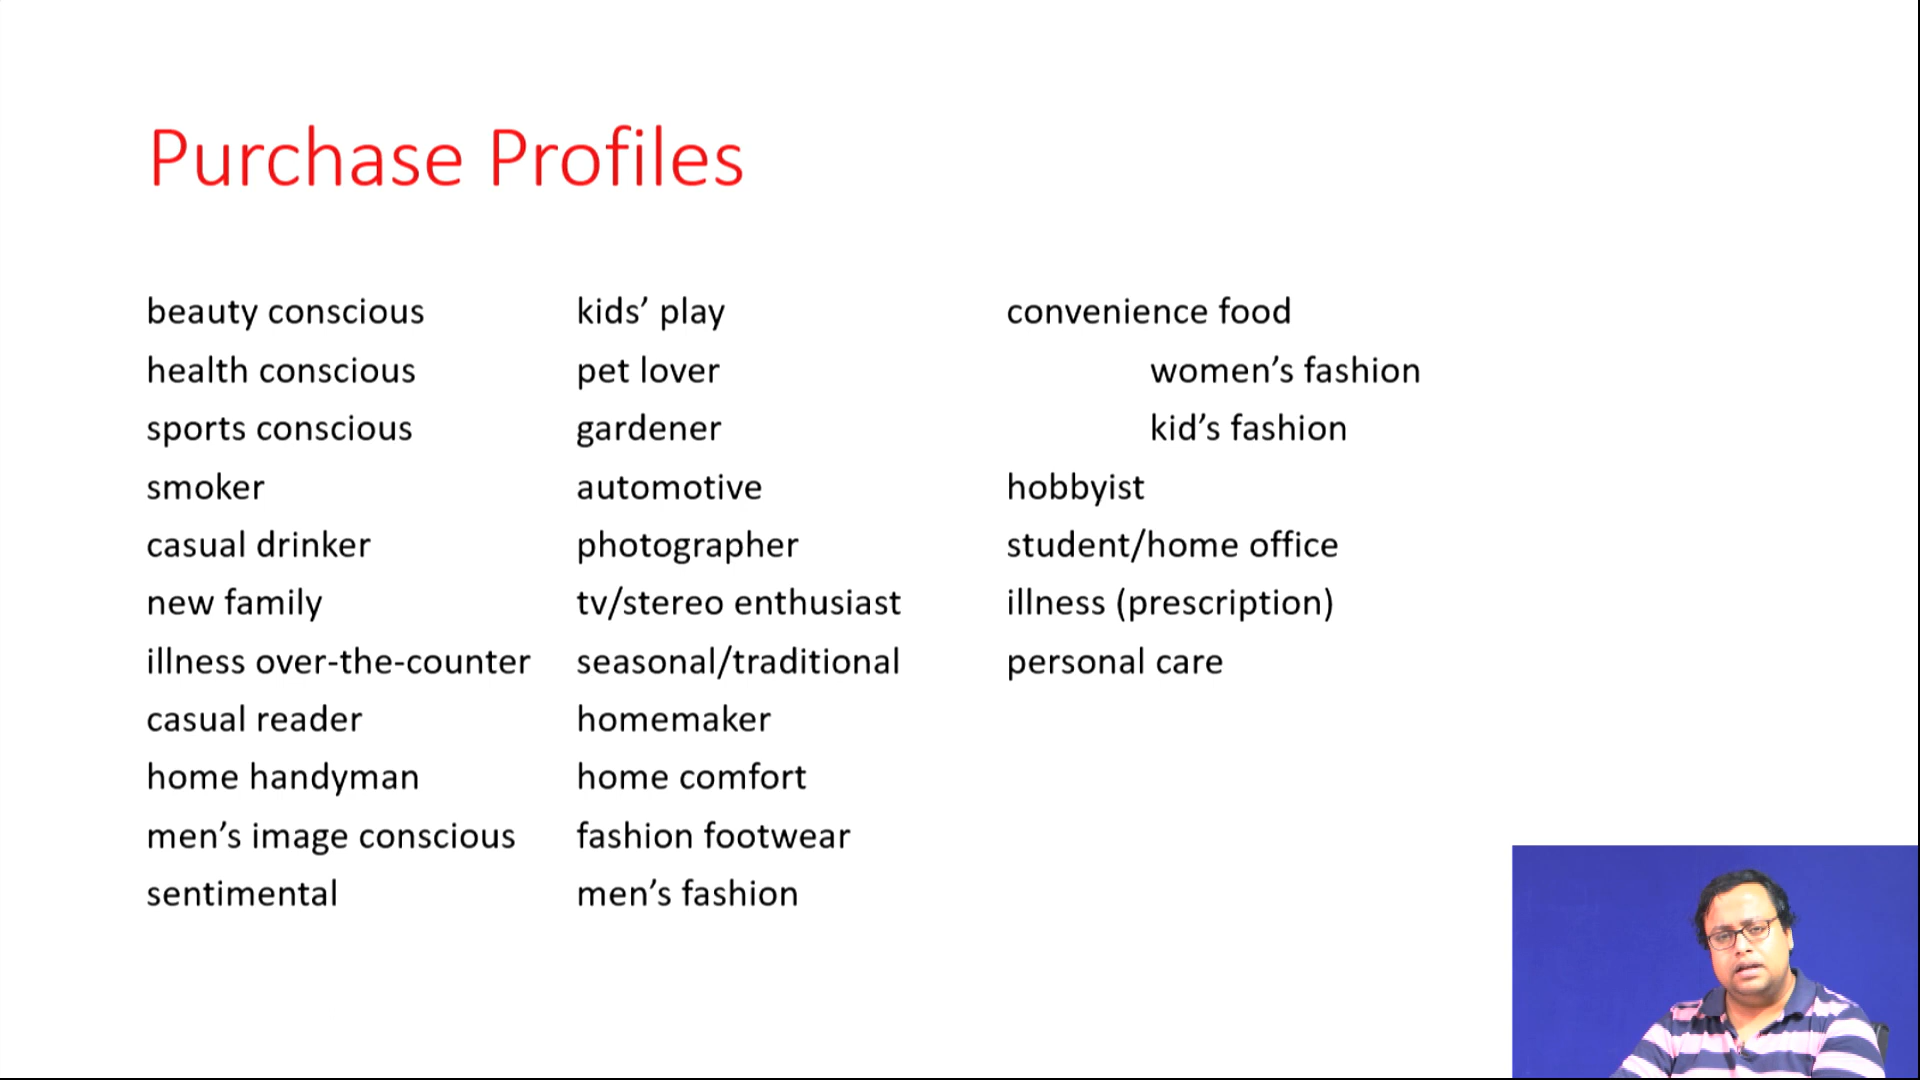 Purchase Profiles
beauty conscious
health conscious
sports conscious
smoker
casual drinker
new family
illness over-the-counter
casual reader
home handyman
men’s image conscious
sentimental
kids’ play
pet lover
gardener
automotive
photographer
tv/stereo enthusiast
seasonal/traditional
homemaker
home comfort
fashion footwear
men’s fashion
convenience food
women’s fashion
kid’s fashion
hobbyist
student/home office
illness (prescription)
personal care